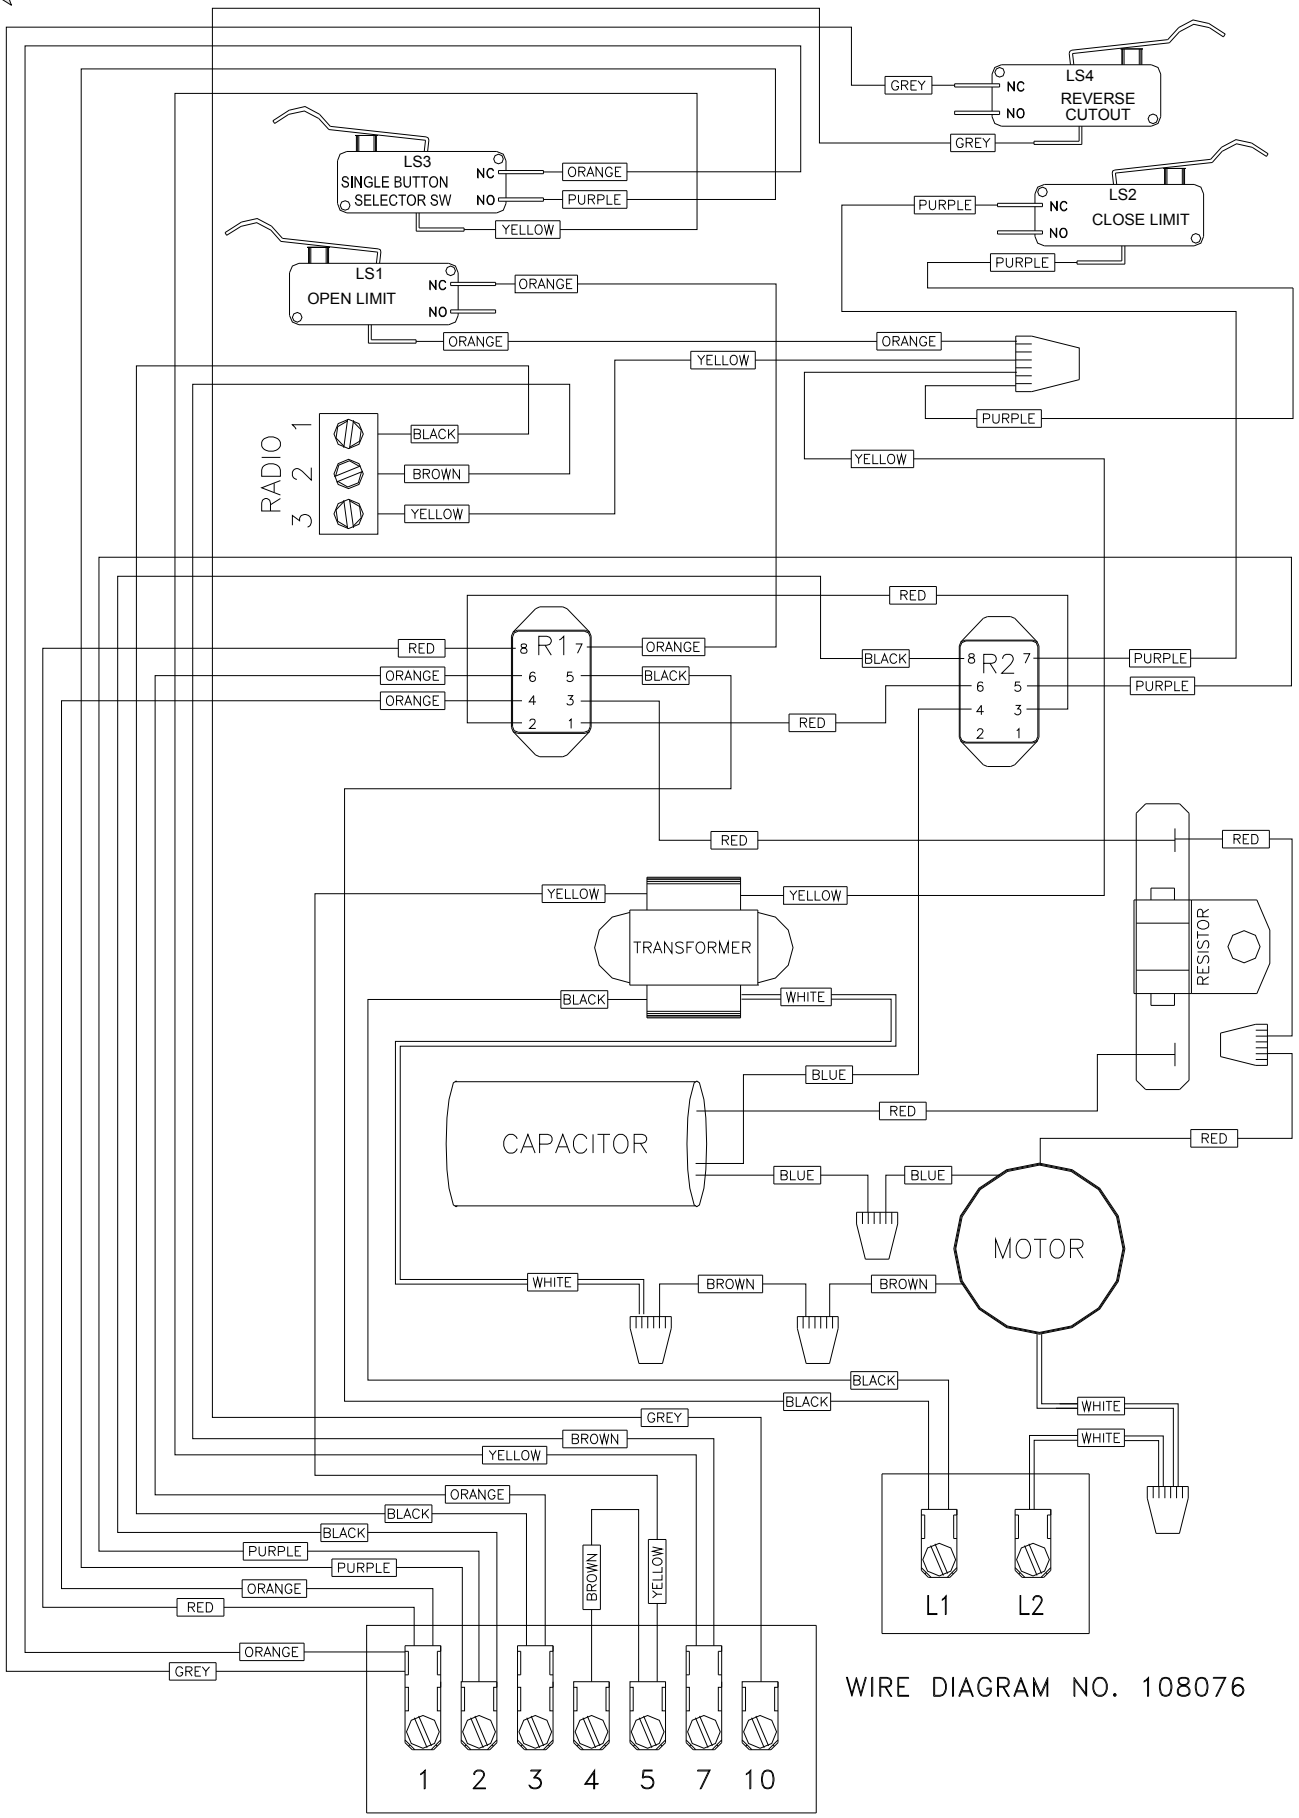 GREY
NC
LS4
REVERSE
CUTOUT
NO
GREY
LS3
SINGLE BUTTON
SELECTOR SW
NC
ORANGE
NO
PURPLE
YELLOW
LS2
CLOSE LIMIT
PURPLE
NC
NO
PURPLE
LS1
OPEN LIMIT
NC
ORANGE
NO
ORANGE
ORANGE
YELLOW
PURPLE
YELLOW
RADIO
1
BLACK
2
BROWN
3
YELLOW
RED
RED
8 R1 7
ORANGE
ORANGE
6 5
BLACK
ORANGE
4 3
2 1
RED
BLACK
8 R2 7
PURPLE
6 5
PURPLE
4 3
2 1
RED
RED
YELLOW
YELLOW
TRANSFORMER
RESISTOR
BLACK
WHITE
BLUE
RED
RED
CAPACITOR
BLUE
BLUE
MOTOR
WHITE
BROWN
BROWN
BLACK
BLACK
WHITE
GREY
BROWN
WHITE
YELLOW
ORANGE
BLACK
BLACK
PURPLE
PURPLE
BROWN
YELLOW
ORANGE
RED
L1 L2
ORANGE
GREY
WIRE DIAGRAM NO. 108076
1 2 3 4 5 7 10